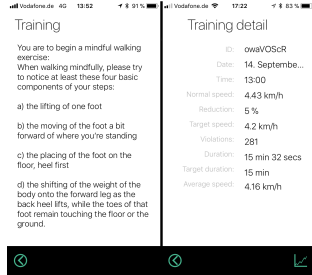 Vodafone.de 4G 13:52 91 %
Training
You are to begin a mindful walking
exercise:
When walking mindfully, please try
to notice at least these four basic
components of your steps:
a) the lifting of one foot
b) the moving of the foot a bit
forward of where you're standing
c) the placing of the foot on the
floor, heel first
d) the shifting of the weight of the
body onto the forward leg as the
back heel lifts, while the toes of that
foot remain touching the floor or the
ground.
Vodafone.de 17:22 83 %
Training detail
ID: owaVOScR
Date: 14. Septembe...
Time: 13:00
Normal speed: 4.43 km/h
Reduction: 5 %
Target speed: 4.2 km/h
Violations: 281
Duration: 15 min 32 secs
Target duration: 15 min
Average speed: 4.16 km/h